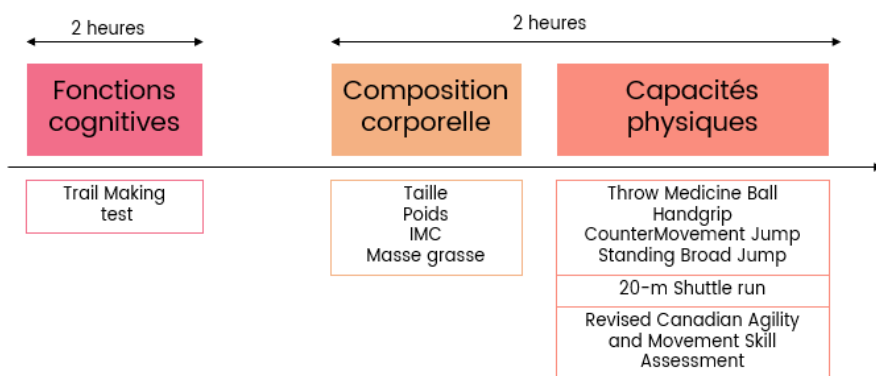 2 heures
2 heures
Fonctions
cognitives
Composition
corporelle
Capacités
physiques
Trail Making
test
Taille
Poids
IMC
Masse grasse
Throw Medicine Ball
Handgrip
CounterMovement Jump
Standing Broad Jump
20-m Shuttle run
Revised Canadian Agility
and Movement Skill
Assessment